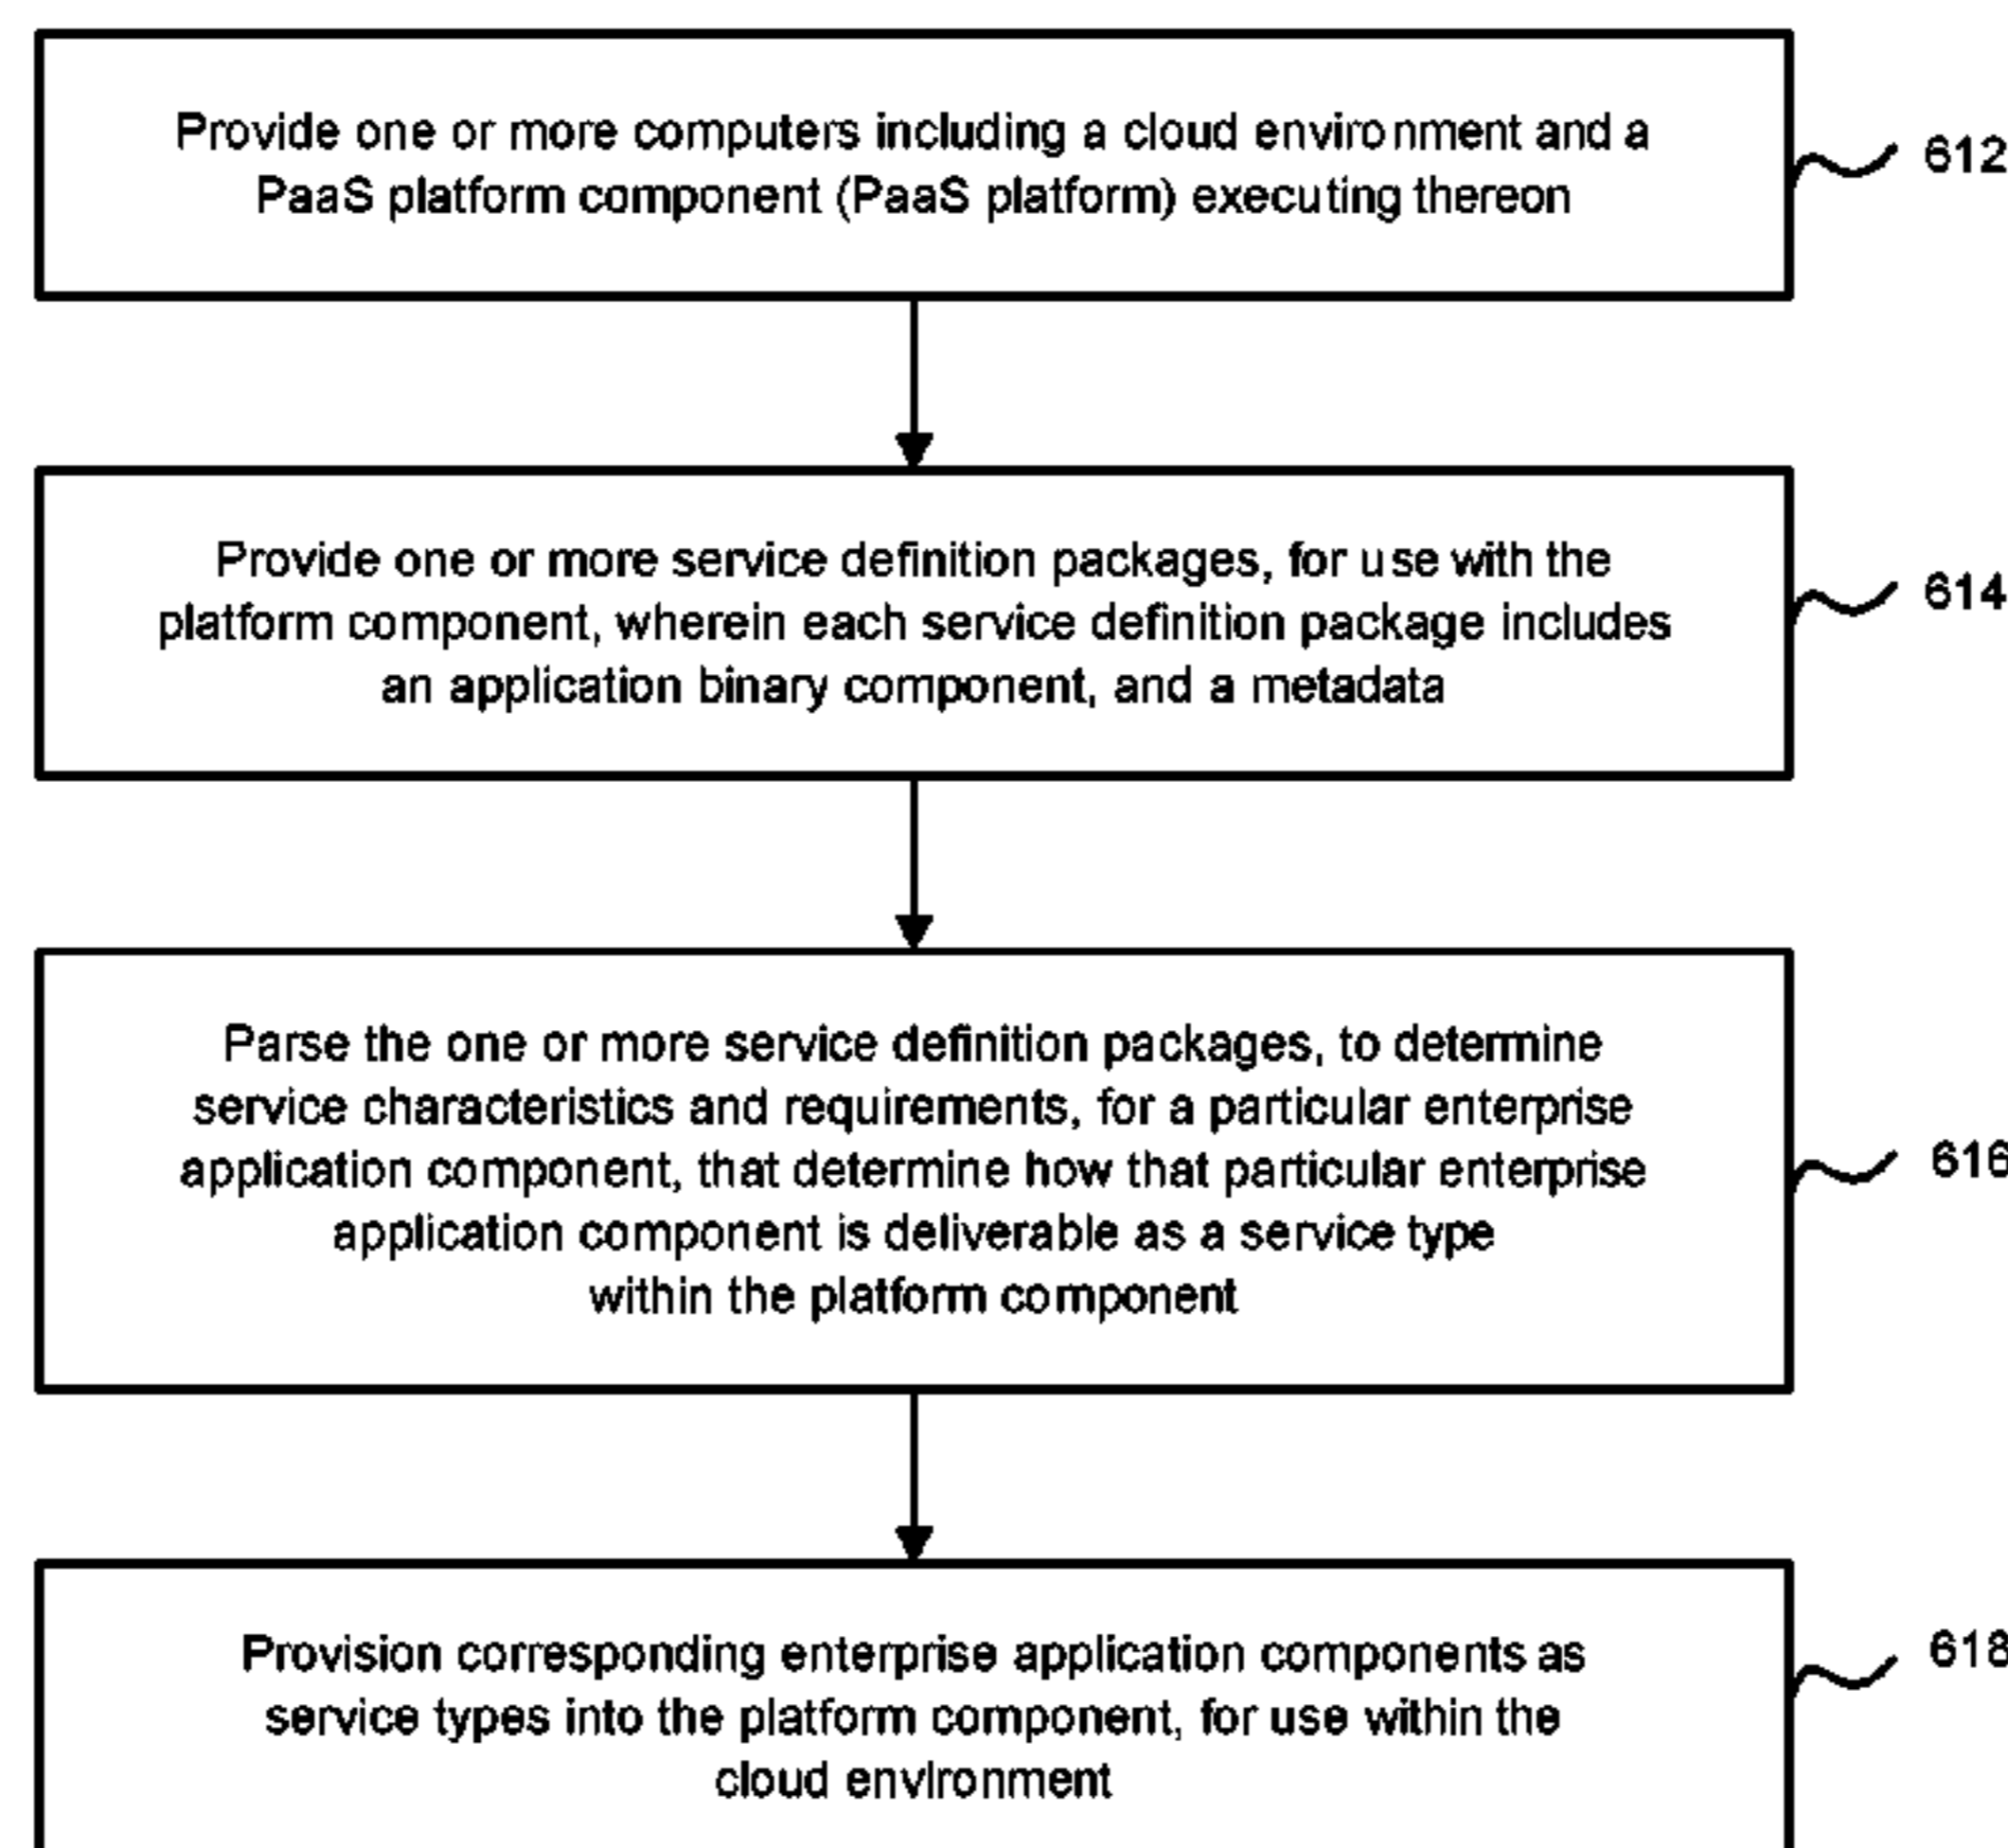 Provide one or more computers including a cloud environment and a
PaaS platform component (PaaS platform) executing thereon
612
Provide one or more service definition packages, for use with the
platform component, wherein each service definition package includes
an application binary component, and a metadata
614
Parse the one or more service definition packages, to determine
service characteristics and requirements, for a particular enterprise
application component, that determine how that particular enterprise
application component is deliverable as a service type
within the platform component
616
Provision corresponding enterprise application components as
service types into the platform component, for use within the
cloud environment
618